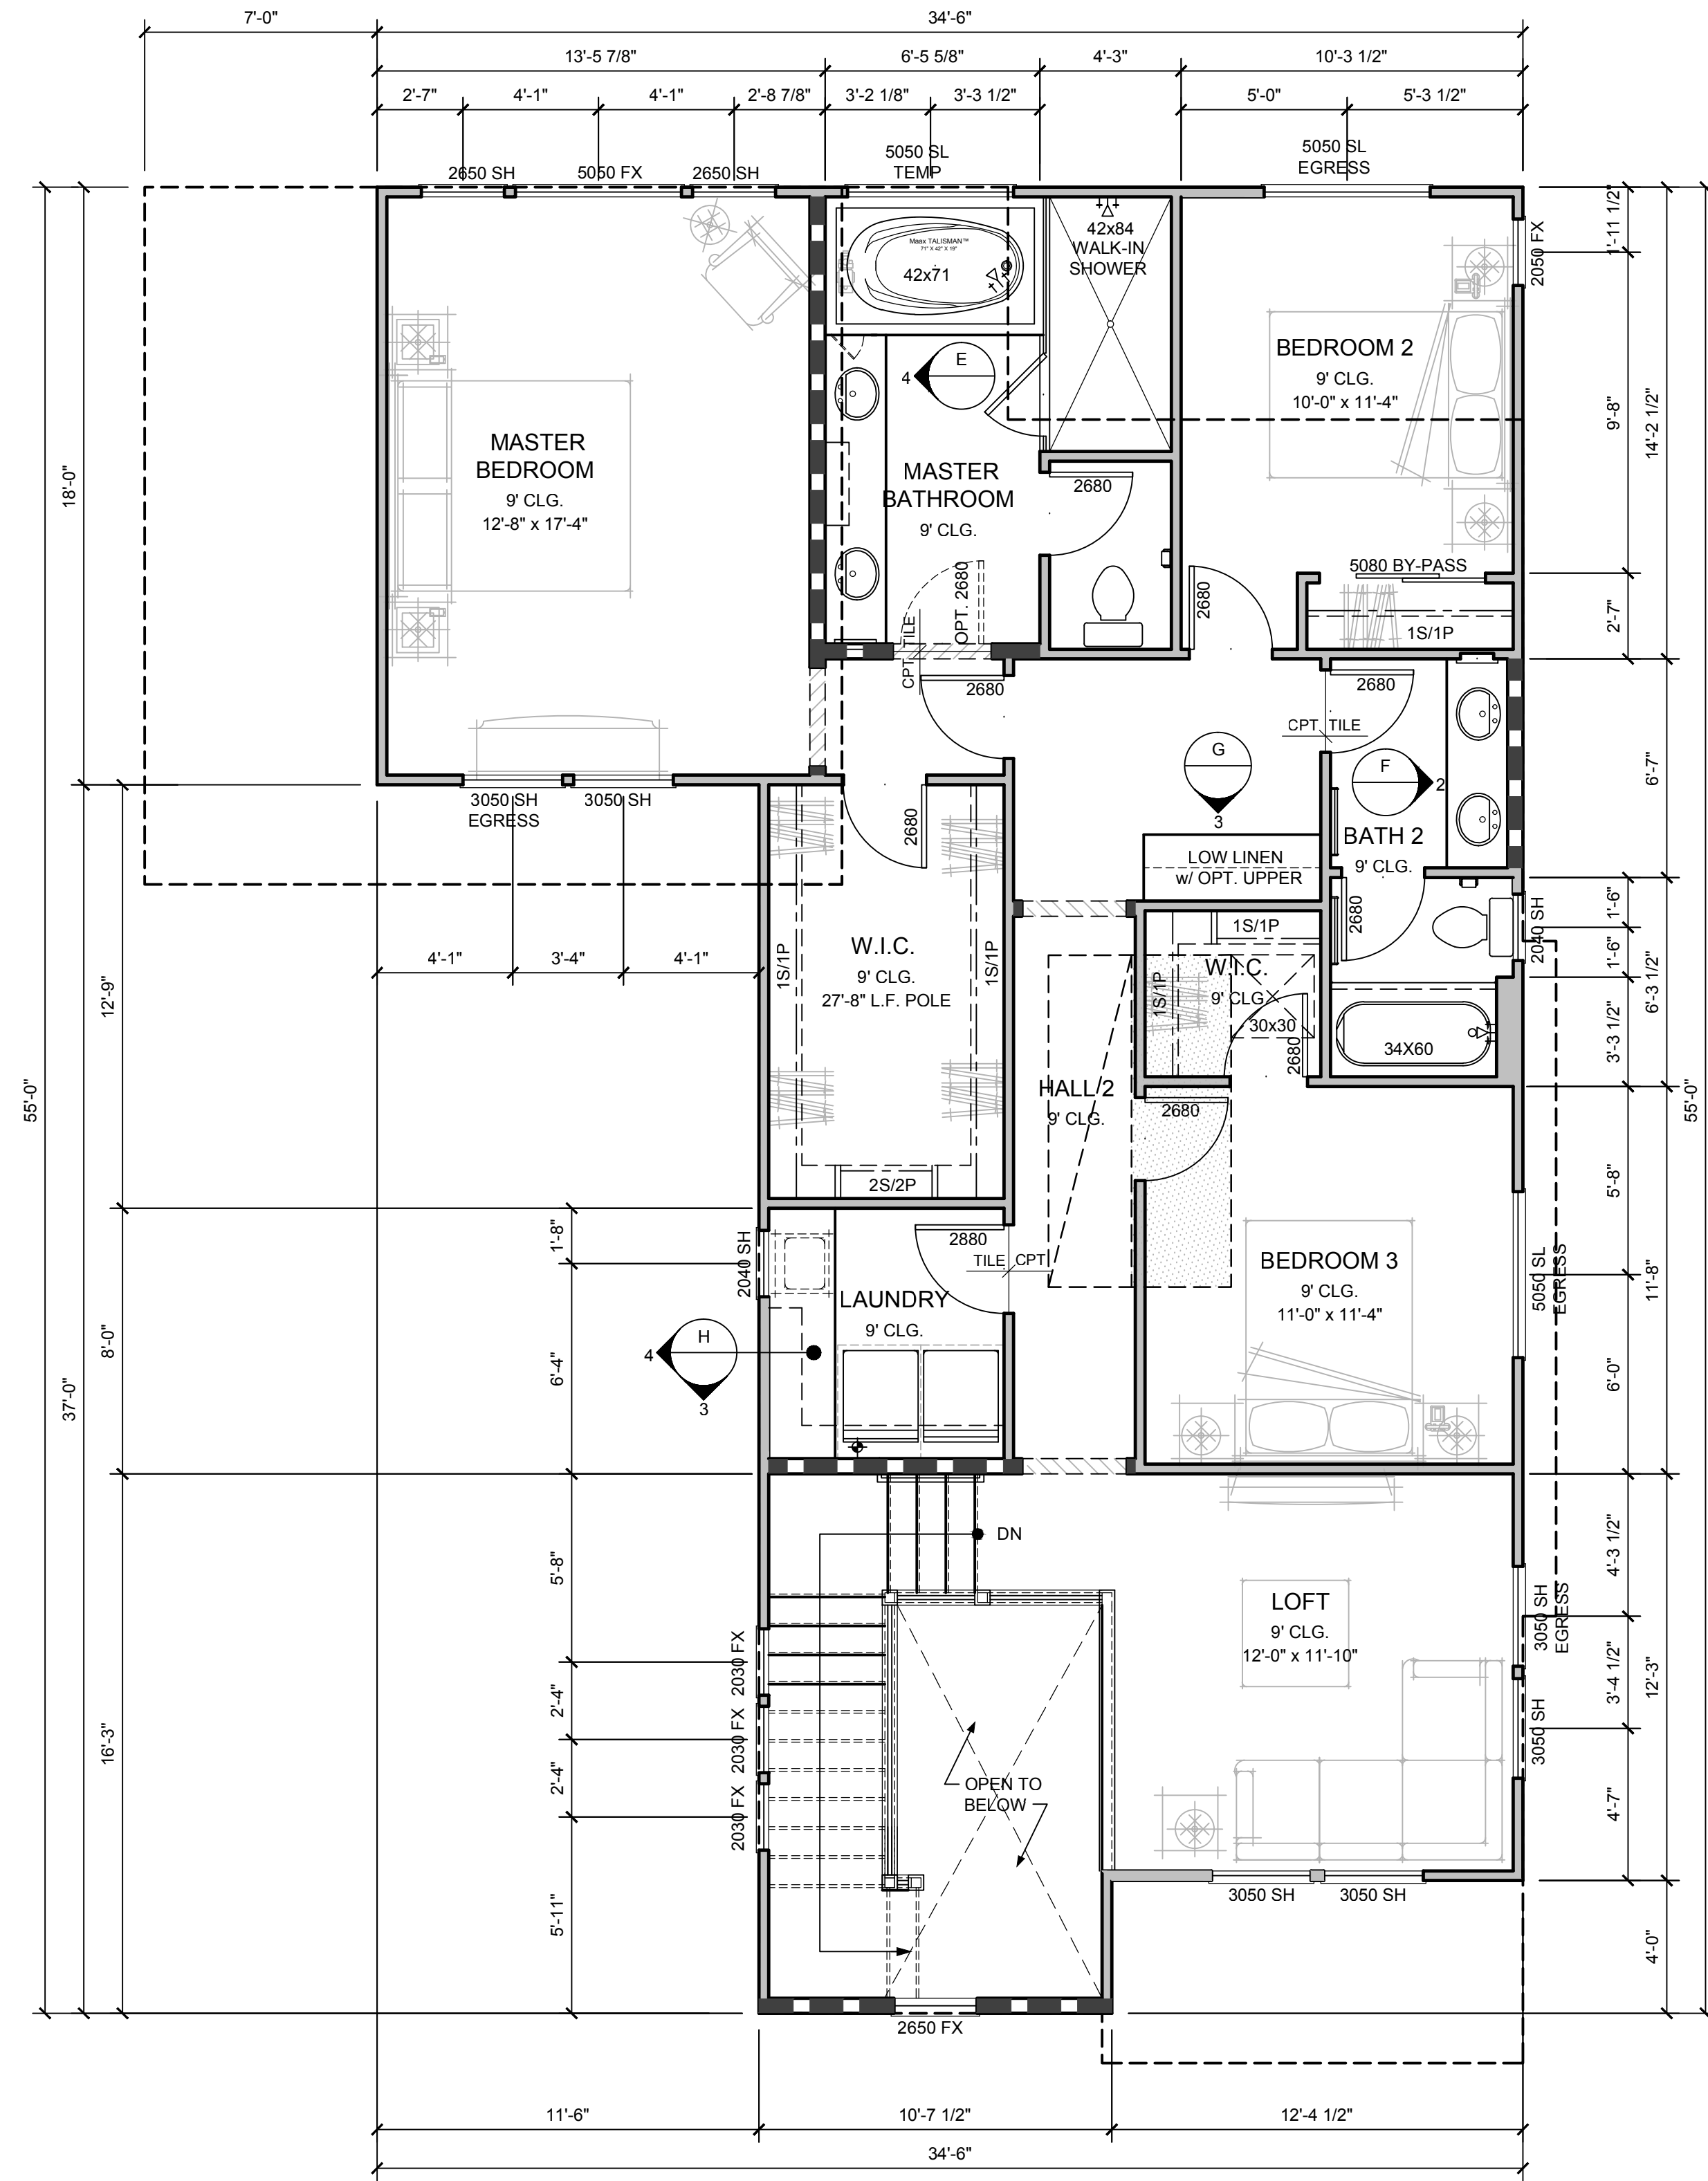 7'-0"
34'-6"
13'-5 7/8"
6'-5 5/8"
4'-3"
10'-3 1/2"
2'-7"
4'-1"
4'-1"
2'-8 7/8"
3'-2 1/8"
3'-3 1/2"
5'-0"
5'-3 1/2"
2650 SH
5050 FX
2650 SH
5050 SL
TEMP
5050 SL
EGRESS
1'-11 1/2"
2050 FX
Maax TALISMAN™
71" X 42" X 19"
42x71
42x84
WALK-IN
SHOWER
E
4
BEDROOM 2
9' CLG.
10'-0" x 11'-4"
9'-8"
14'-2 1/2"
MASTER
BEDROOM
9' CLG.
12'-8" x 17'-4"
MASTER
BATHROOM
9' CLG.
2680
18'-0"
OPT. 2680
2680
5080 BY-PASS
1S/1P
2'-7"
CPT.
TILE
2680
2680
CPT.
TILE
G
3
F
2
6'-7"
3050 SH
EGRESS
3050 SH
2680
BATH 2
9' CLG.
LOW LINEN
w/ OPT. UPPER
2680
1'-6"
2040 SH
1'-6"
6'-3 1/2"
3'-3 1/2"
4'-1"
3'-4"
4'-1"
12'-9"
1S/1P
W.I.C.
9' CLG.
27'-8" L.F. POLE
1S/1P
1S/1P
1S/1P
W.I.C.
9' CLG.
30x30
2680
34X60
55'-0"
55'-0"
HALL 2
9' CLG.
2680
2S/2P
5'-8"
1'-8"
2040 SH
2880
TILE
CPT.
LAUNDRY
9' CLG.
BEDROOM 3
9' CLG.
11'-0" x 11'-4"
5050 SL
EGRESS
11'-8"
8'-0"
6'-4"
37'-0"
H
4
3
6'-0"
DN
5'-8"
LOFT
9' CLG.
12'-0" x 11'-10"
3050 SH
EGRESS
4'-3 1/2"
2030 FX
2'-4"
2030 FX
2'-4"
2030 FX
16'-3"
3050 SH
3'-4 1/2"
12'-3"
OPEN TO
BELOW
4'-7"
5'-11"
3050 SH
3050 SH
4'-0"
2650 FX
11'-6"
10'-7 1/2"
12'-4 1/2"
34'-6"